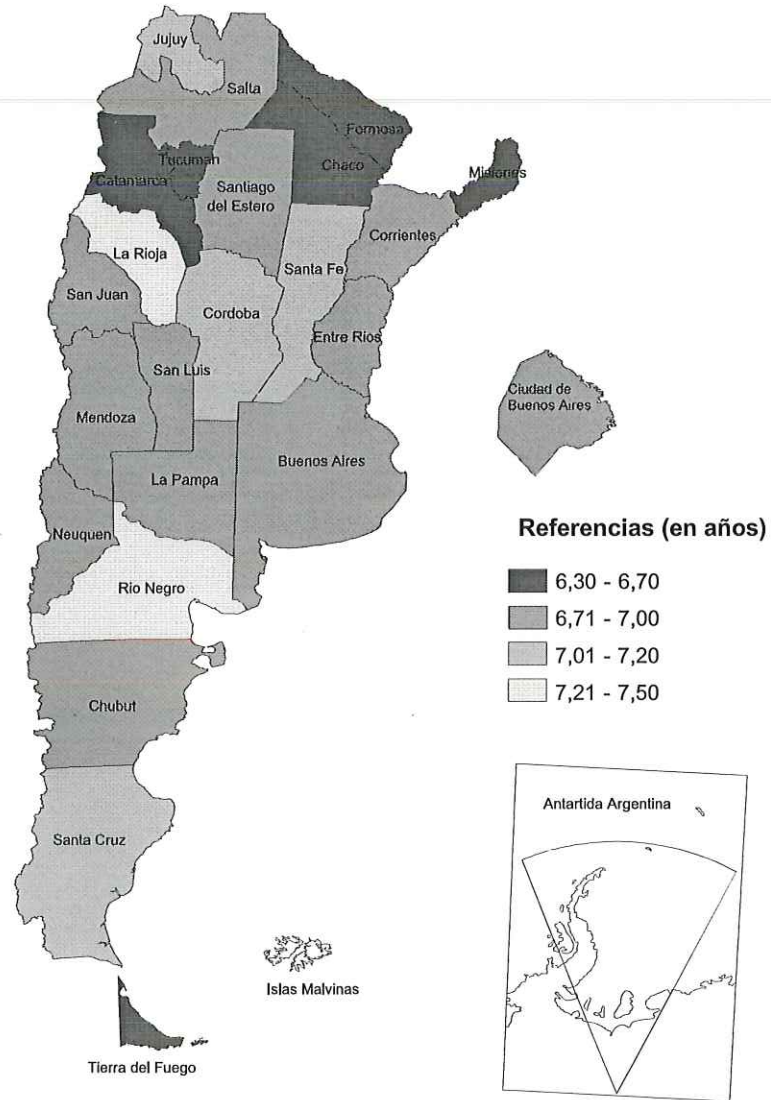 Jujuy
Salta
Formosa
Tucuman
Chaco
Misiones
Catamarca
Santiago
del Estero
Corrientes
La Rioja
Santa Fe
San Juan
Cordoba
Entre Rios
San Luis
Ciudad de
Buenos Aires
Mendoza
Buenos Aires
La Pampa
Neuquen
Referencias (en años)
Rio Negro
6,30 - 6,70
6,71 - 7,00
7,01 - 7,20
7,21 - 7,50
Chubut
Antartida Argentina
Santa Cruz
Islas Malvinas
Tierra del Fuego